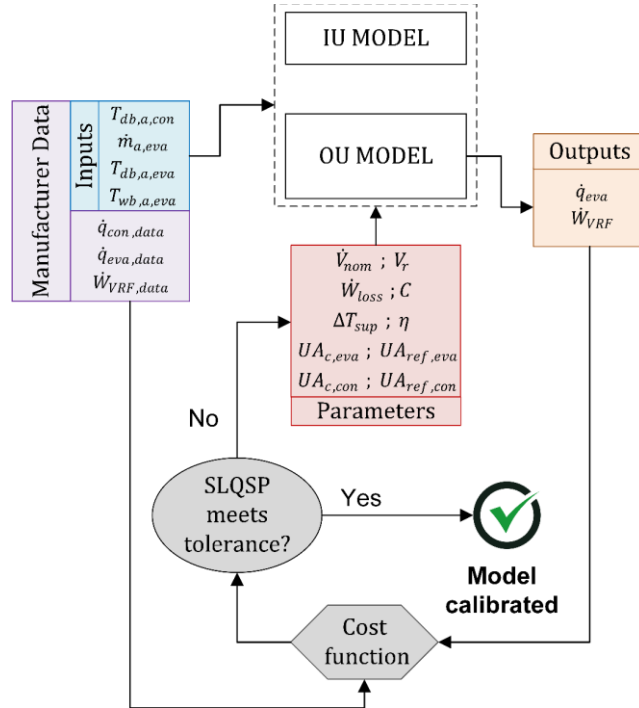 IU MODEL
OU MODEL
Manufacturer Data
Inputs
T_{db,a,con}
ṁ_{a,eva}
T_{db,a,eva}
T_{wb,a,eva}
q̇_{con,data}
q̇_{eva,data}
Ẇ_{VRF,data}
Outputs
q̇_{eva}
Ẇ_{VRF}
V̇_{nom} ; V_r
Ẇ_{loss} ; C
ΔT_{sup} ; η
UA_{c,eva} ; UA_{ref,eva}
UA_{c,con} ; UA_{ref,con}
Parameters
No
SLQSP
meets
tolerance?
Yes
Model
calibrated
Cost
function